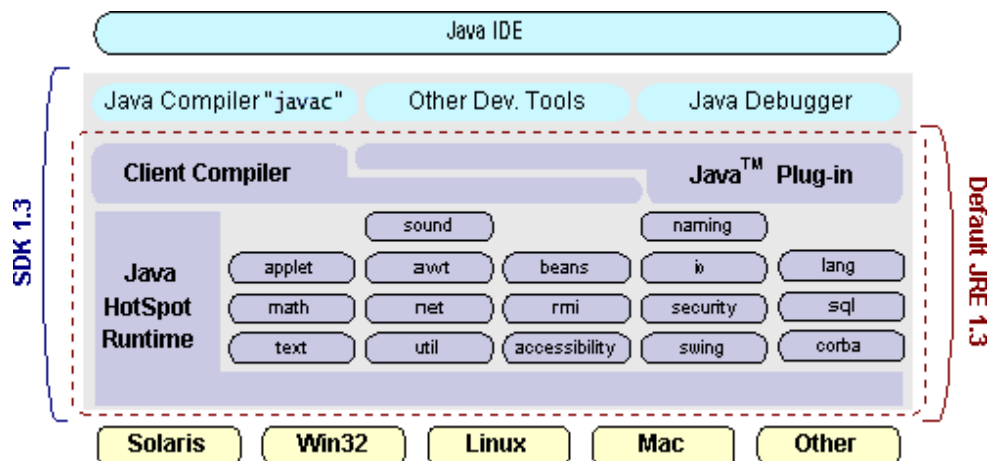 Java IDE
SDK 1.3
Java Compiler "javac"
Other Dev. Tools
Java Debugger
Client Compiler
Java™ Plug-in
Default JRE 1.3
Java
HotSpot
Runtime
sound
naming
applet
awt
beans
io
lang
math
net
rmi
security
sql
text
util
accessibility
swing
corba
Solaris
Win32
Linux
Mac
Other